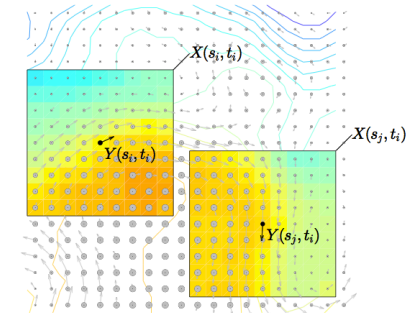 X(s_i, t_i)
X(s_j, t_i)
Y(s_i, t_i)
Y(s_j, t_i)